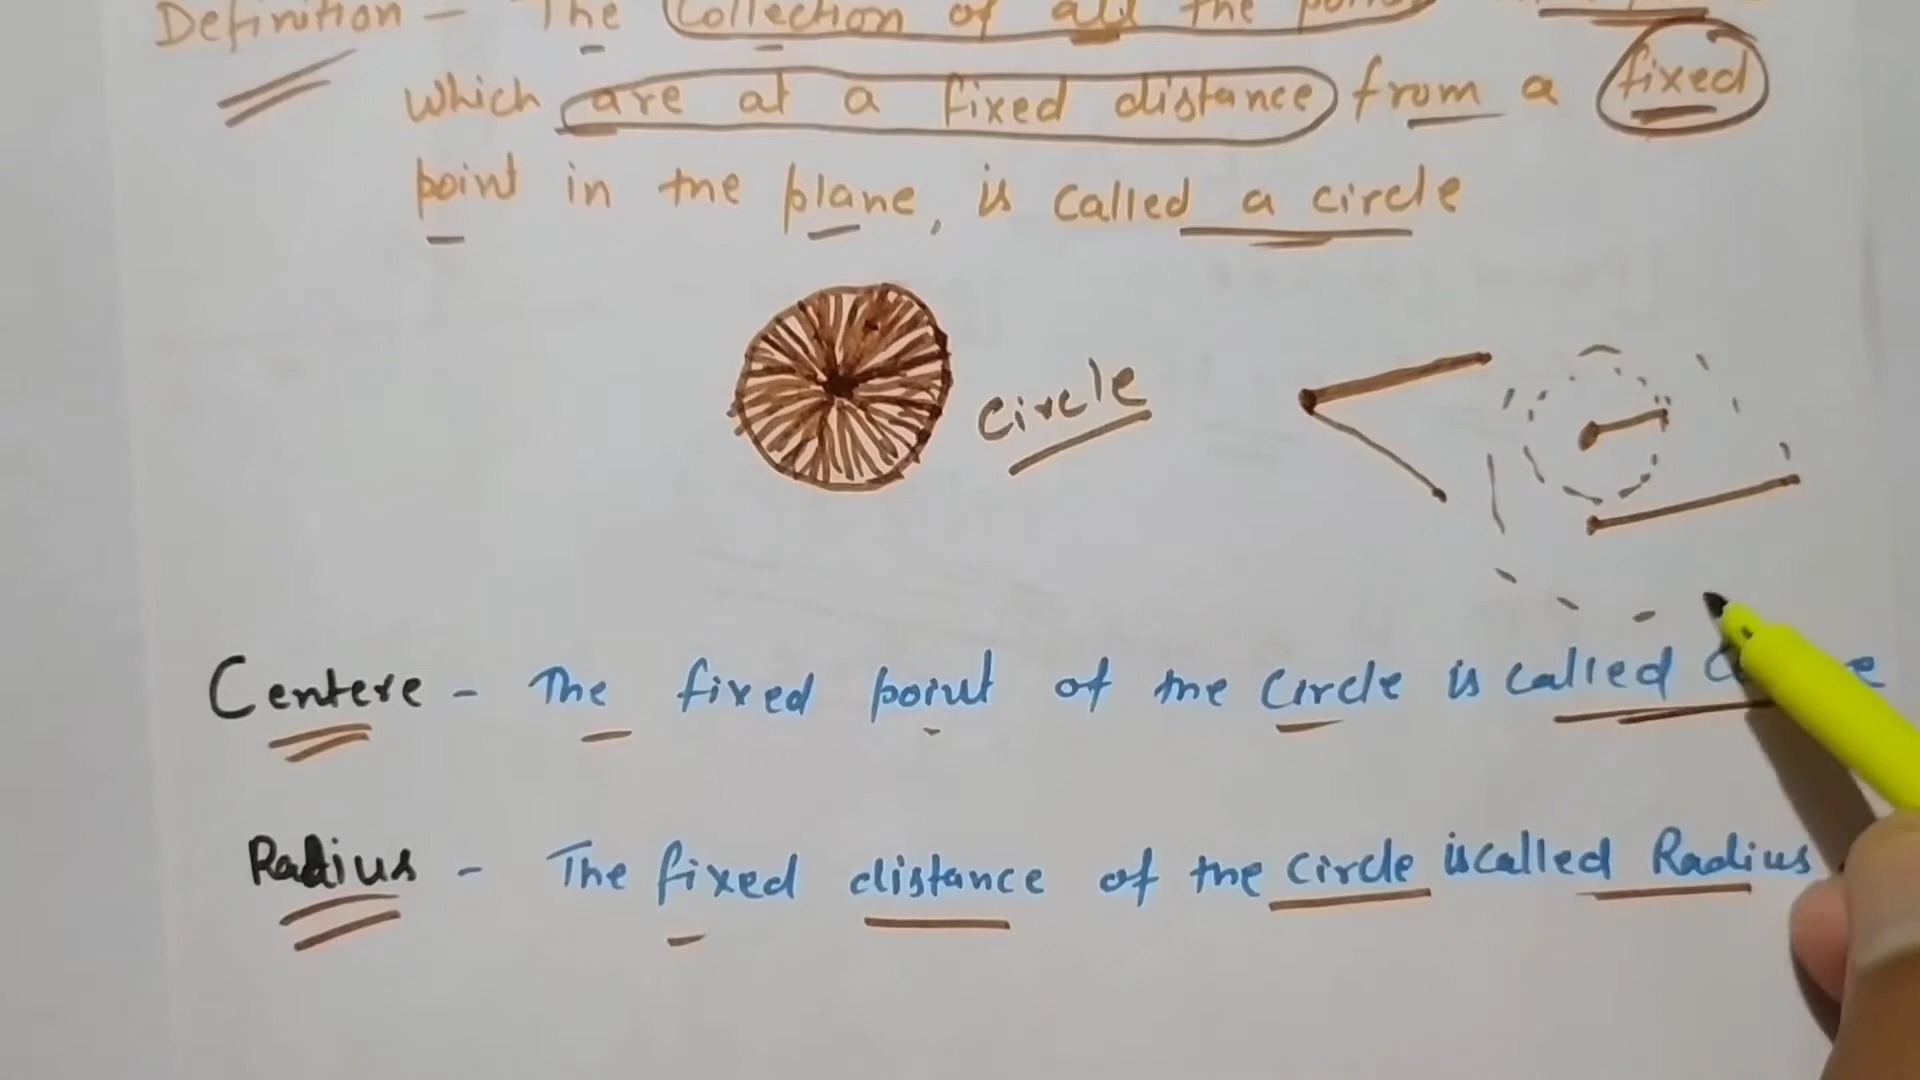 Definition - The Collection of all the
which are at a fixed distance from a fixed
point in the plane, is called a circle
circle
Centere - The fixed point of the Circle is called
Radius - The fixed distance of the circle is called Radius